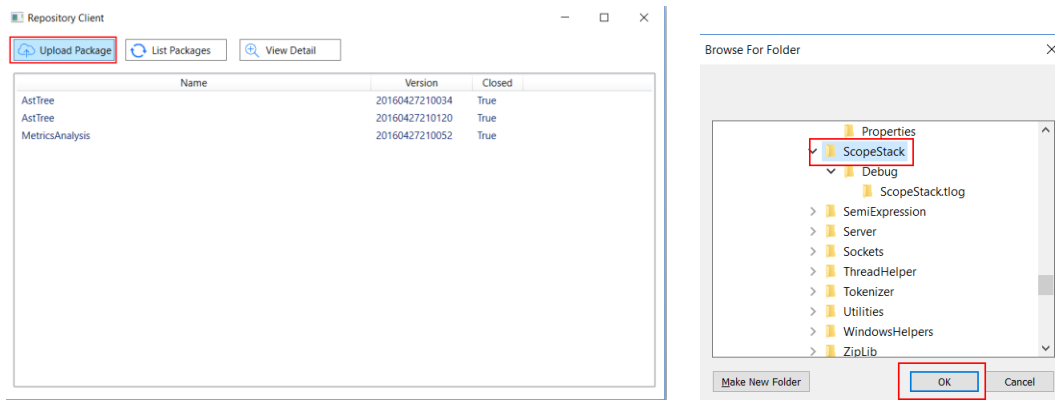 Repository Client
Upload Package List Packages View Detail
Name Version Closed
AstTree 20160427210034 True
AstTree 20160427210120 True
MetricsAnalysis 20160427210052 True
Browse For Folder
Properties
ScopeStack
Debug
ScopeStack.tlog
SemiExpression
Server
Sockets
ThreadHelper
Tokenizer
Utilities
WindowsHelpers
ZipLib
Make New Folder OK Cancel